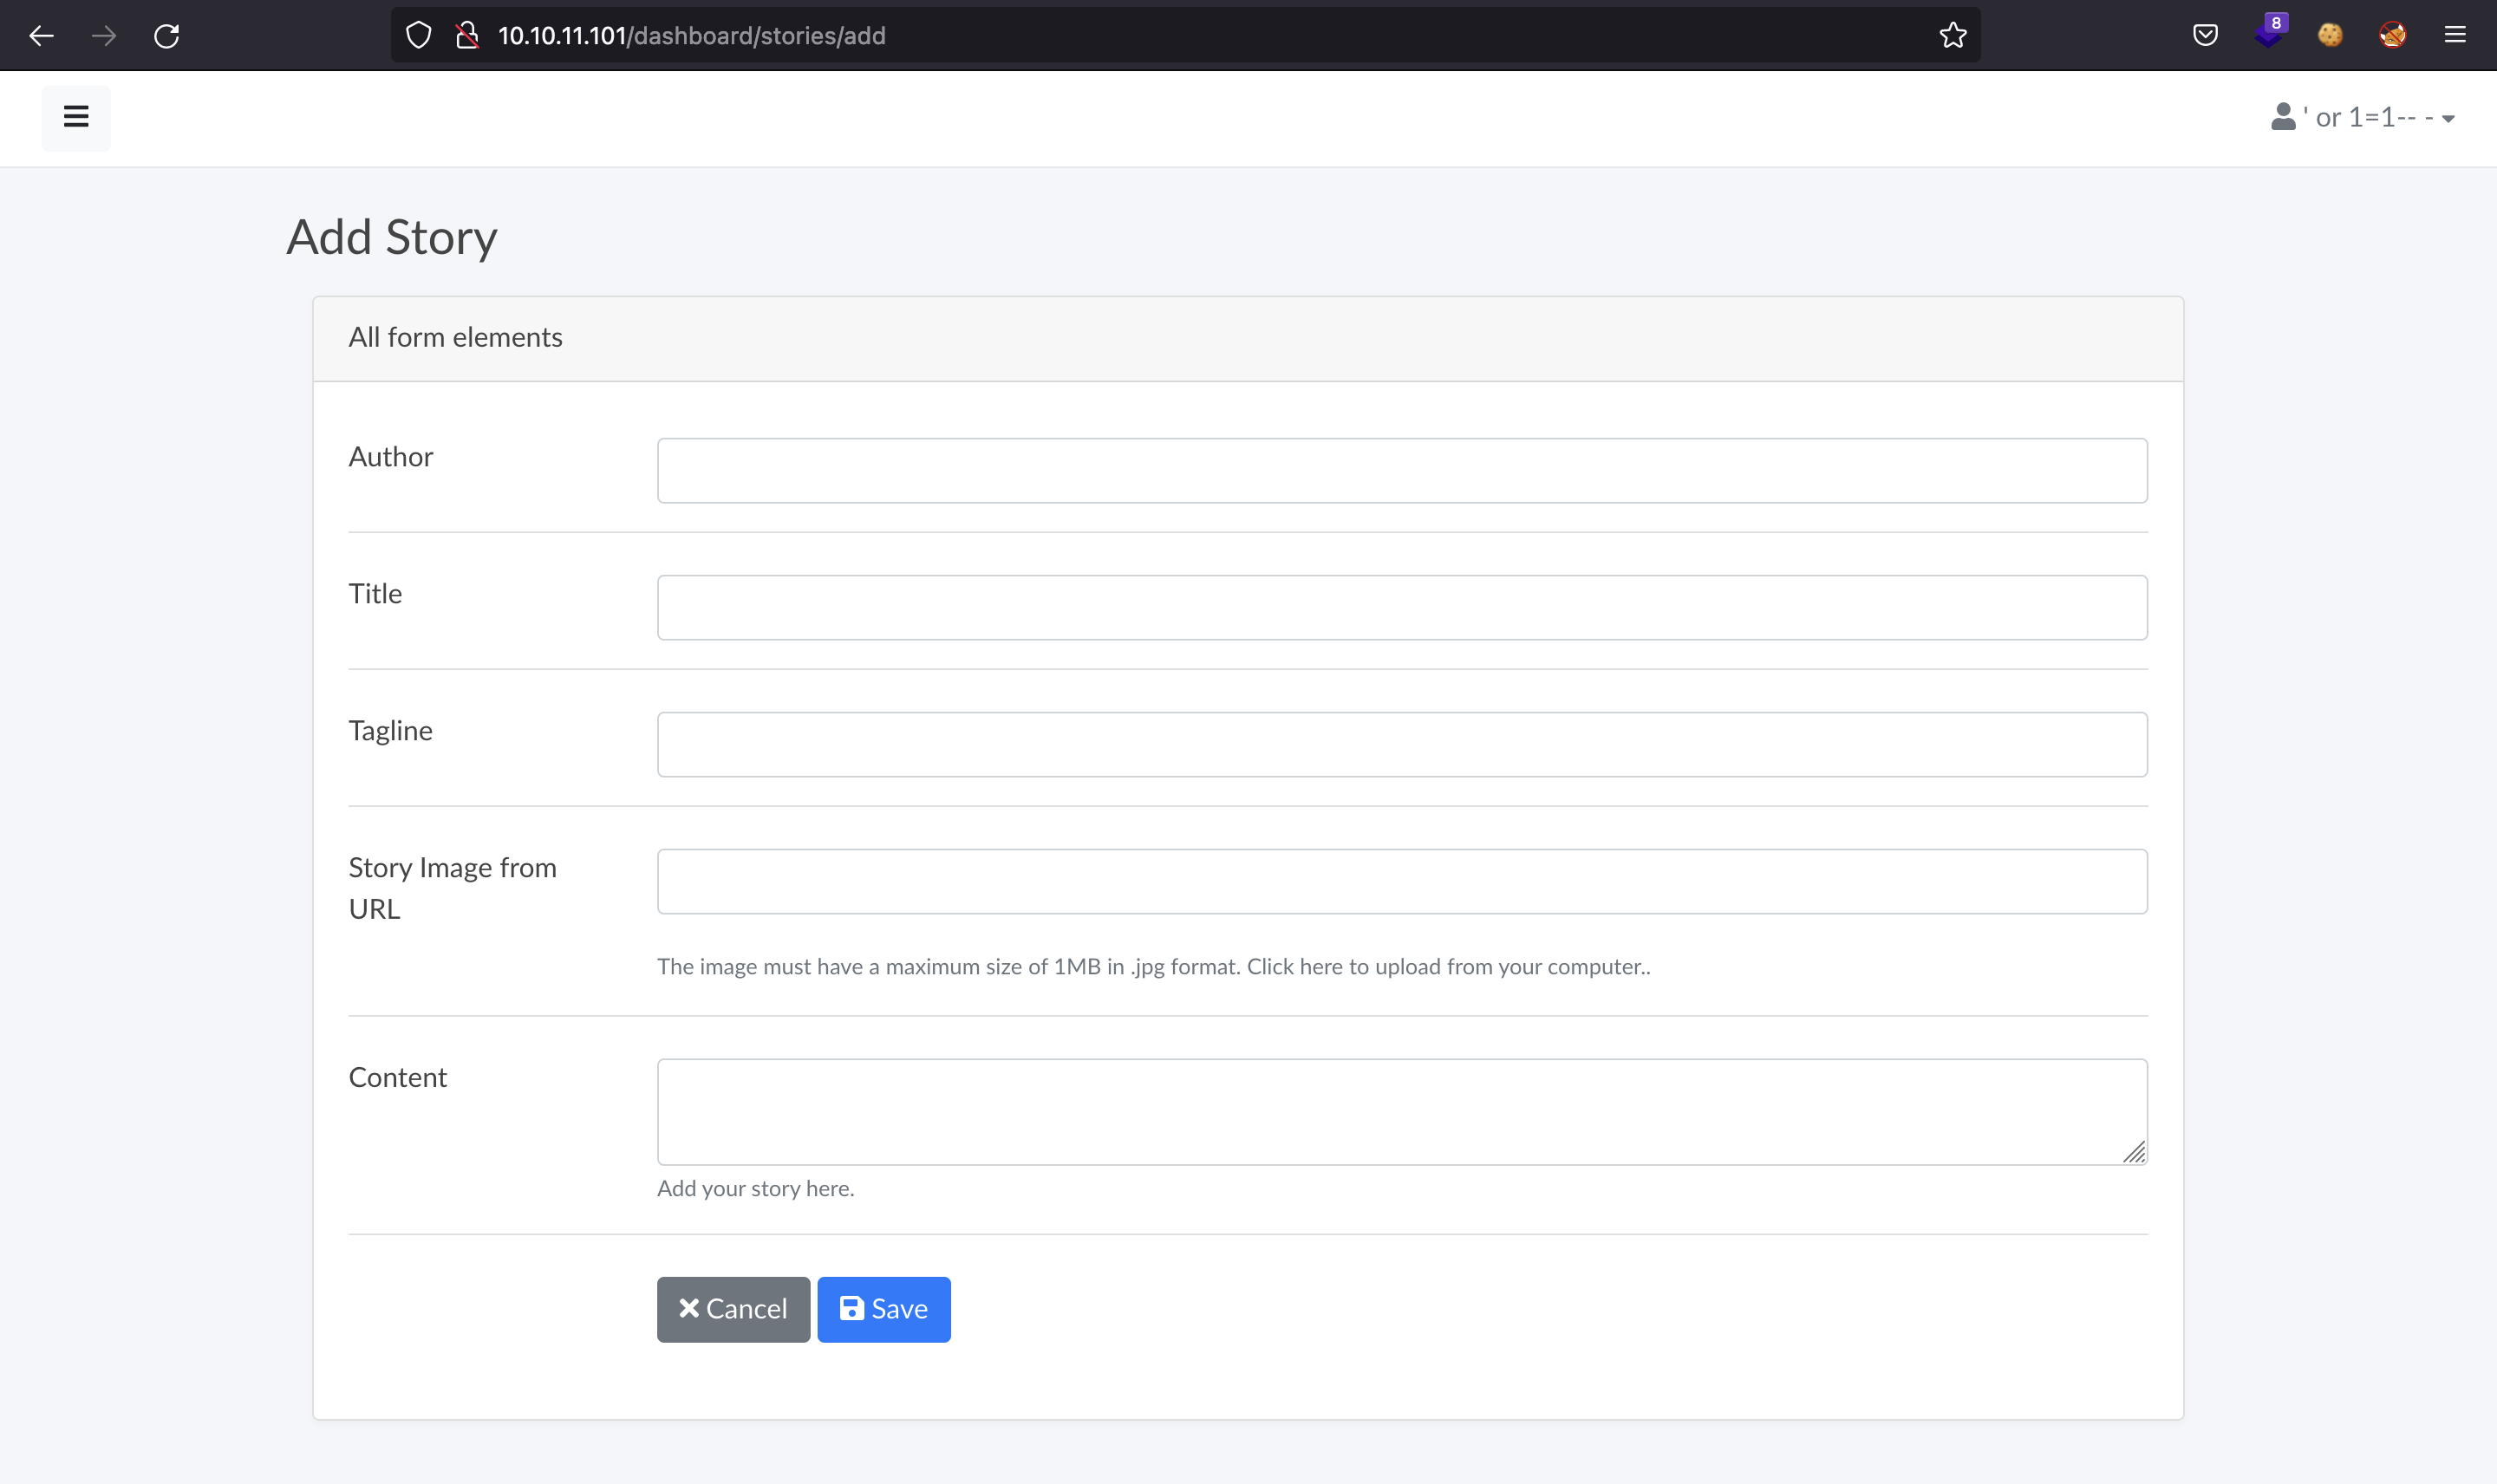 10.10.11.101/dashboard/stories/add
8
' or 1=1-- -
Add Story
All form elements
Author
Title
Tagline
Story Image from
URL
The image must have a maximum size of 1MB in .jpg format. Click here to upload from your computer..
Content
Add your story here.
Cancel
Save